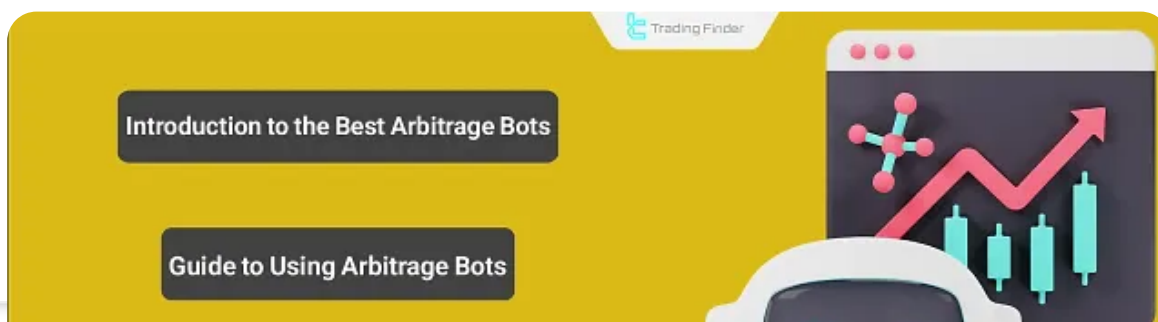 Trading Finder
Introduction to the Best Arbitrage Bots
Guide to Using Arbitrage Bots